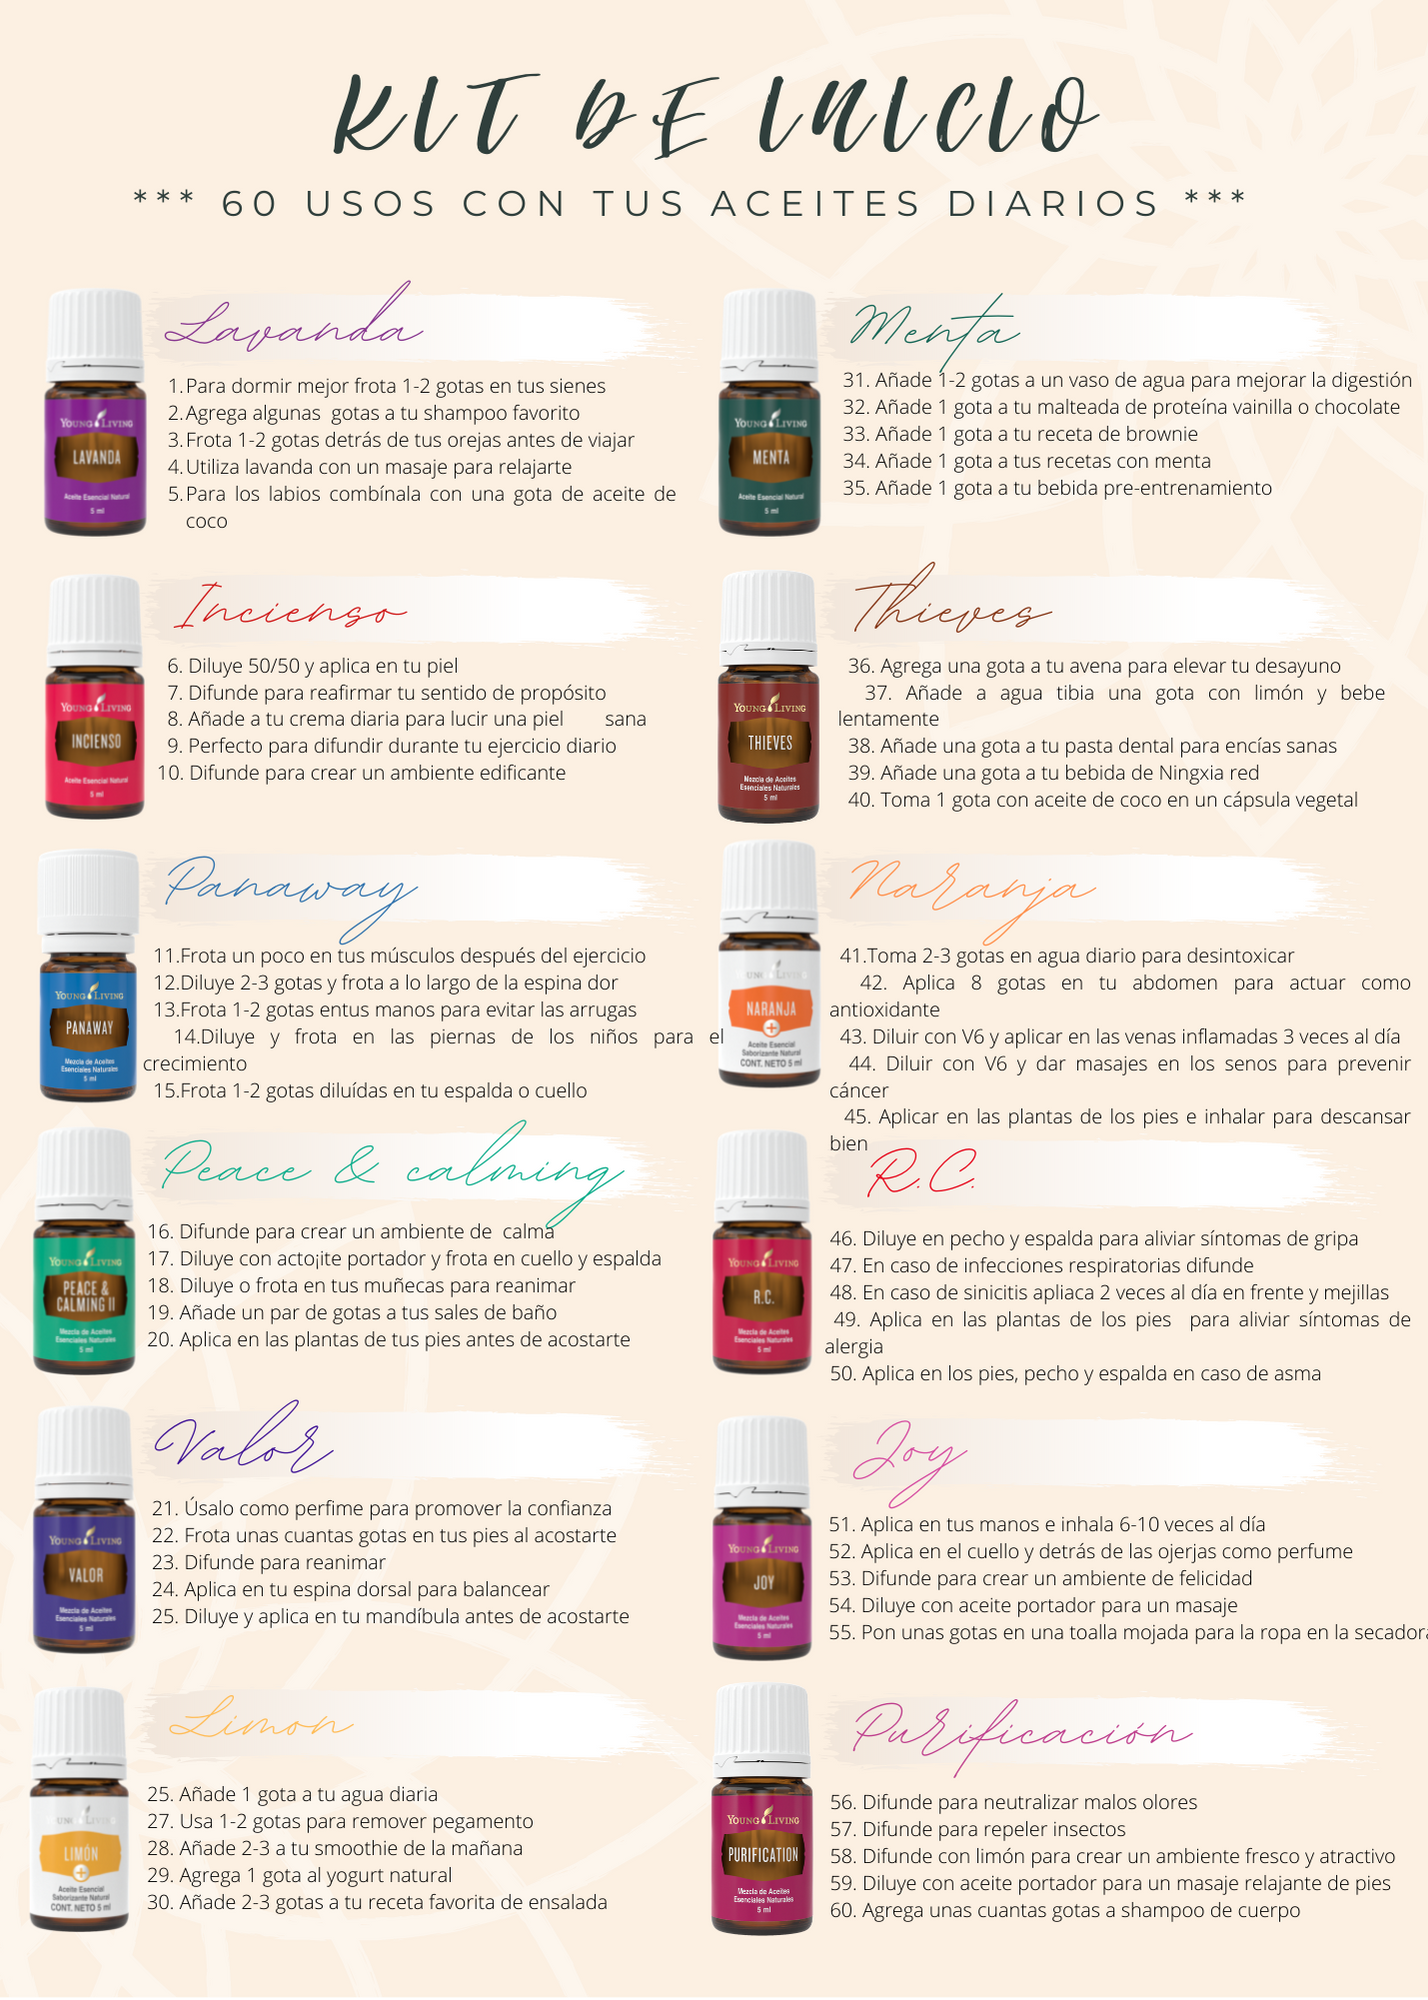 KIT DE INICIO
*** 60 USOS CON TUS ACEITES DIARIOS ***
Lavanda
YOUNG LIVING
LAVANDA
Aceite Esencial Natural
5 ml
1.Para dormir mejor frota 1-2 gotas en tus sienes
2.Agrega algunas gotas a tu shampoo favorito
3.Frota 1-2 gotas detrás de tus orejas antes de viajar
4.Utiliza lavanda con un masaje para relajarte
5.Para los labios combínala con una gota de aceite de
coco
Incienso
YOUNG LIVING
INCIENSO
Aceite Esencial Natural
5 ml
6. Diluye 50/50 y aplica en tu piel
7. Difunde para reafirmar tu sentido de propósito
8. Añade a tu crema diaria para lucir una piel sana
9. Perfecto para difundir durante tu ejercicio diario
10. Difunde para crear un ambiente edificante
Panaway
YOUNG LIVING
PANAWAY
Mezcla de Aceites
Esenciales Naturales
5 ml
11.Frota un poco en tus músculos después del ejercicio
12.Diluye 2-3 gotas y frota a lo largo de la espina dor
13.Frota 1-2 gotas entus manos para evitar las arrugas
14.Diluye y frota en las piernas de los niños para el
crecimiento
15.Frota 1-2 gotas diluídas en tu espalda o cuello
Peace & calming
YOUNG LIVING
PEACE &
CALMING II
Mezcla de Aceites
Esenciales Naturales
5 ml
16. Difunde para crear un ambiente de calma
17. Diluye con acto¡ite portador y frota en cuello y espalda
18. Diluye o frota en tus muñecas para reanimar
19. Añade un par de gotas a tus sales de baño
20. Aplica en las plantas de tus pies antes de acostarte
Valor
YOUNG LIVING
VALOR
Mezcla de Aceites
Esenciales Naturales
5 ml
21. Úsalo como perfime para promover la confianza
22. Frota unas cuantas gotas en tus pies al acostarte
23. Difunde para reanimar
24. Aplica en tu espina dorsal para balancear
25. Diluye y aplica en tu mandíbula antes de acostarte
Limon
YOUNG LIVING
LIMÓN
+
Aceite Esencial
Saborizante Natural
CONT. NETO 5 ml
25. Añade 1 gota a tu agua diaria
27. Usa 1-2 gotas para remover pegamento
28. Añade 2-3 a tu smoothie de la mañana
29. Agrega 1 gota al yogurt natural
30. Añade 2-3 gotas a tu receta favorita de ensalada
Menta
YOUNG LIVING
MENTA
Aceite Esencial Natural
5 ml
31. Añade 1-2 gotas a un vaso de agua para mejorar la digestión
32. Añade 1 gota a tu malteada de proteína vainilla o chocolate
33. Añade 1 gota a tu receta de brownie
34. Añade 1 gota a tus recetas con menta
35. Añade 1 gota a tu bebida pre-entrenamiento
Thieves
YOUNG LIVING
THIEVES
Mezcla de Aceites
Esenciales Naturales
5 ml
36. Agrega una gota a tu avena para elevar tu desayuno
37. Añade a agua tibia una gota con limón y bebe
lentamente
38. Añade una gota a tu pasta dental para encías sanas
39. Añade una gota a tu bebida de Ningxia red
40. Toma 1 gota con aceite de coco en un cápsula vegetal
Naranja
YOUNG LIVING
NARANJA
+
Aceite Esencial
Saborizante Natural
CONT. NETO 5 ml
41.Toma 2-3 gotas en agua diario para desintoxicar
42. Aplica 8 gotas en tu abdomen para actuar como
antioxidante
43. Diluir con V6 y aplicar en las venas inflamadas 3 veces al día
44. Diluir con V6 y dar masajes en los senos para prevenir
cáncer
45. Aplicar en las plantas de los pies e inhalar para descansar
bien
R.C.
YOUNG LIVING
R.C.
Mezcla de Aceites
Esenciales Naturales
5 ml
46. Diluye en pecho y espalda para aliviar síntomas de gripa
47. En caso de infecciones respiratorias difunde
48. En caso de sinicitis apliaca 2 veces al día en frente y mejillas
49. Aplica en las plantas de los pies para aliviar síntomas de
alergia
50. Aplica en los pies, pecho y espalda en caso de asma
Joy
YOUNG LIVING
JOY
Mezcla de Aceites
Esenciales Naturales
5 ml
51. Aplica en tus manos e inhala 6-10 veces al día
52. Aplica en el cuello y detrás de las ojerjas como perfume
53. Difunde para crear un ambiente de felicidad
54. Diluye con aceite portador para un masaje
55. Pon unas gotas en una toalla mojada para la ropa en la secadora
Purificación
YOUNG LIVING
PURIFICATION
Mezcla de Aceites
Esenciales Naturales
5 ml
56. Difunde para neutralizar malos olores
57. Difunde para repeler insectos
58. Difunde con limón para crear un ambiente fresco y atractivo
59. Diluye con aceite portador para un masaje relajante de pies
60. Agrega unas cuantas gotas a shampoo de cuerpo